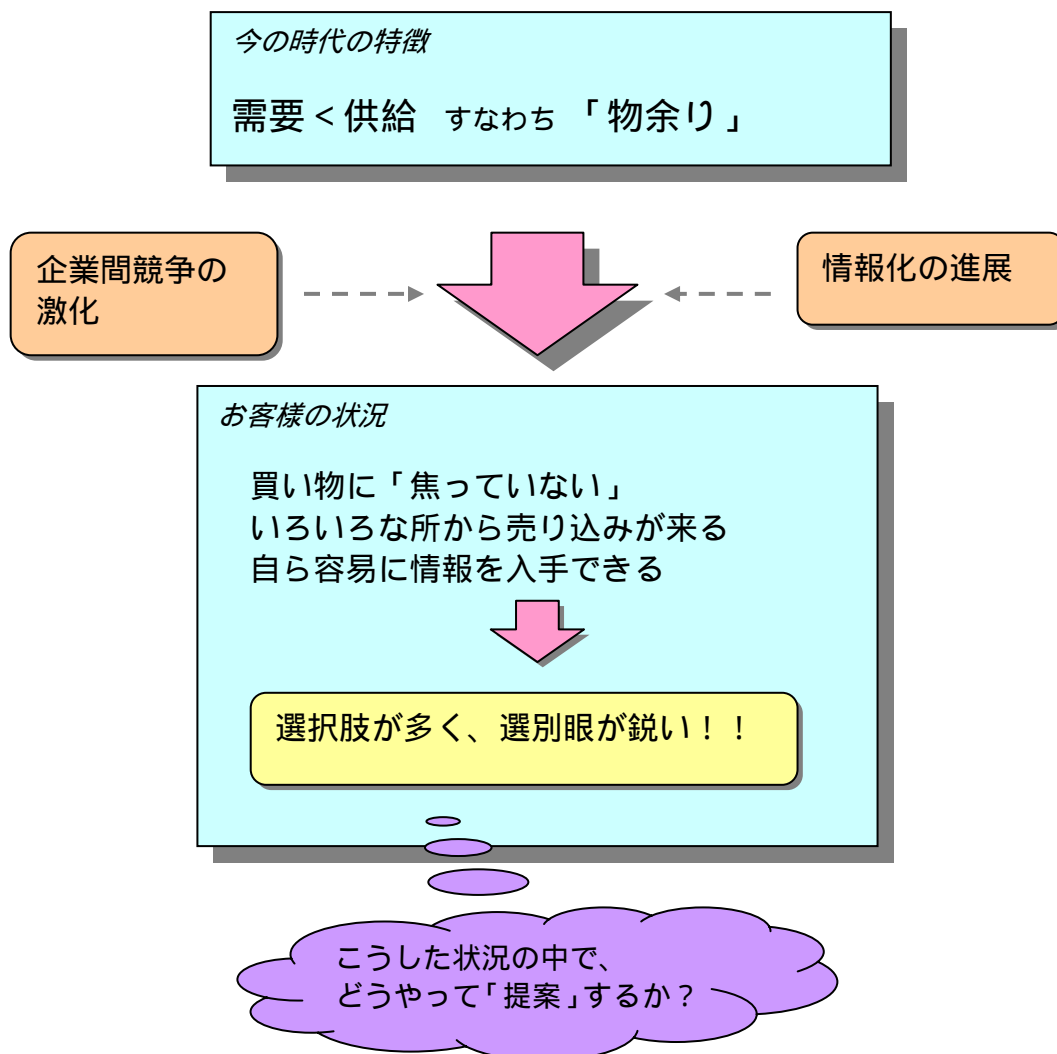 今の時代の特徴
需要<供給 すなわち 「物余り」
企業間競争の
激化
情報化の進展
お客様の状況
買い物に「焦っていない」
いろいろな所から売り込みが来る
自ら容易に情報を入手できる
選択肢が多く、選別眼が鋭い!!
こうした状況の中で、
どうやって「提案」するか?